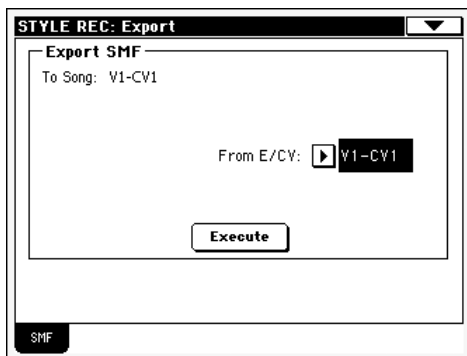 STYLE REC: Export
Export SMF
To Song: V1-CV1
From E/CV: V1-CV1
Execute
SMF